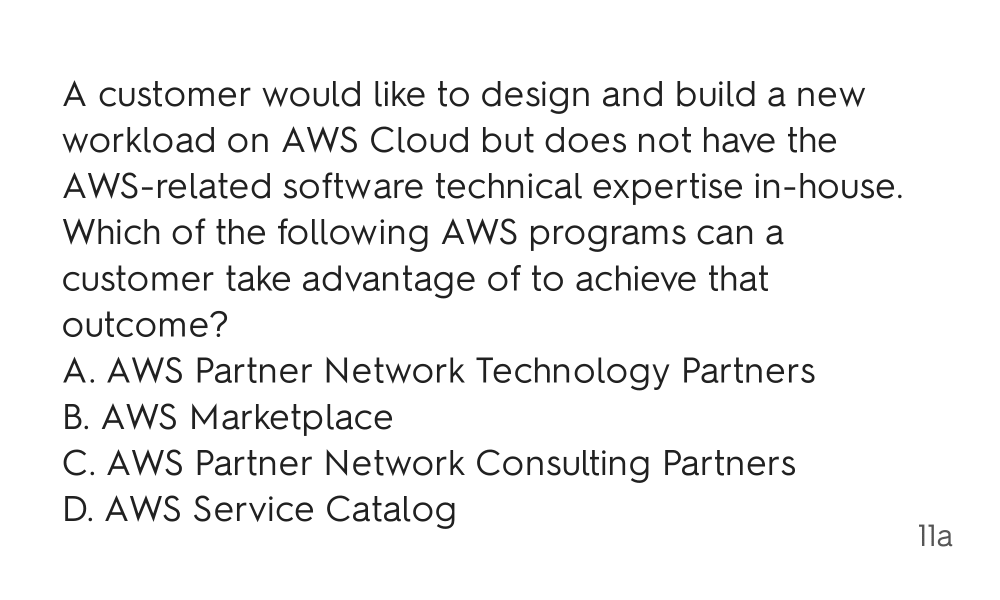 A customer would like to design and build a new
workload on AWS Cloud but does not have the
AWS-related software technical expertise in-house.
Which of the following AWS programs can a
customer take advantage of to achieve that
outcome?
A. AWS Partner Network Technology Partners
B. AWS Marketplace
C. AWS Partner Network Consulting Partners
D. AWS Service Catalog
11a